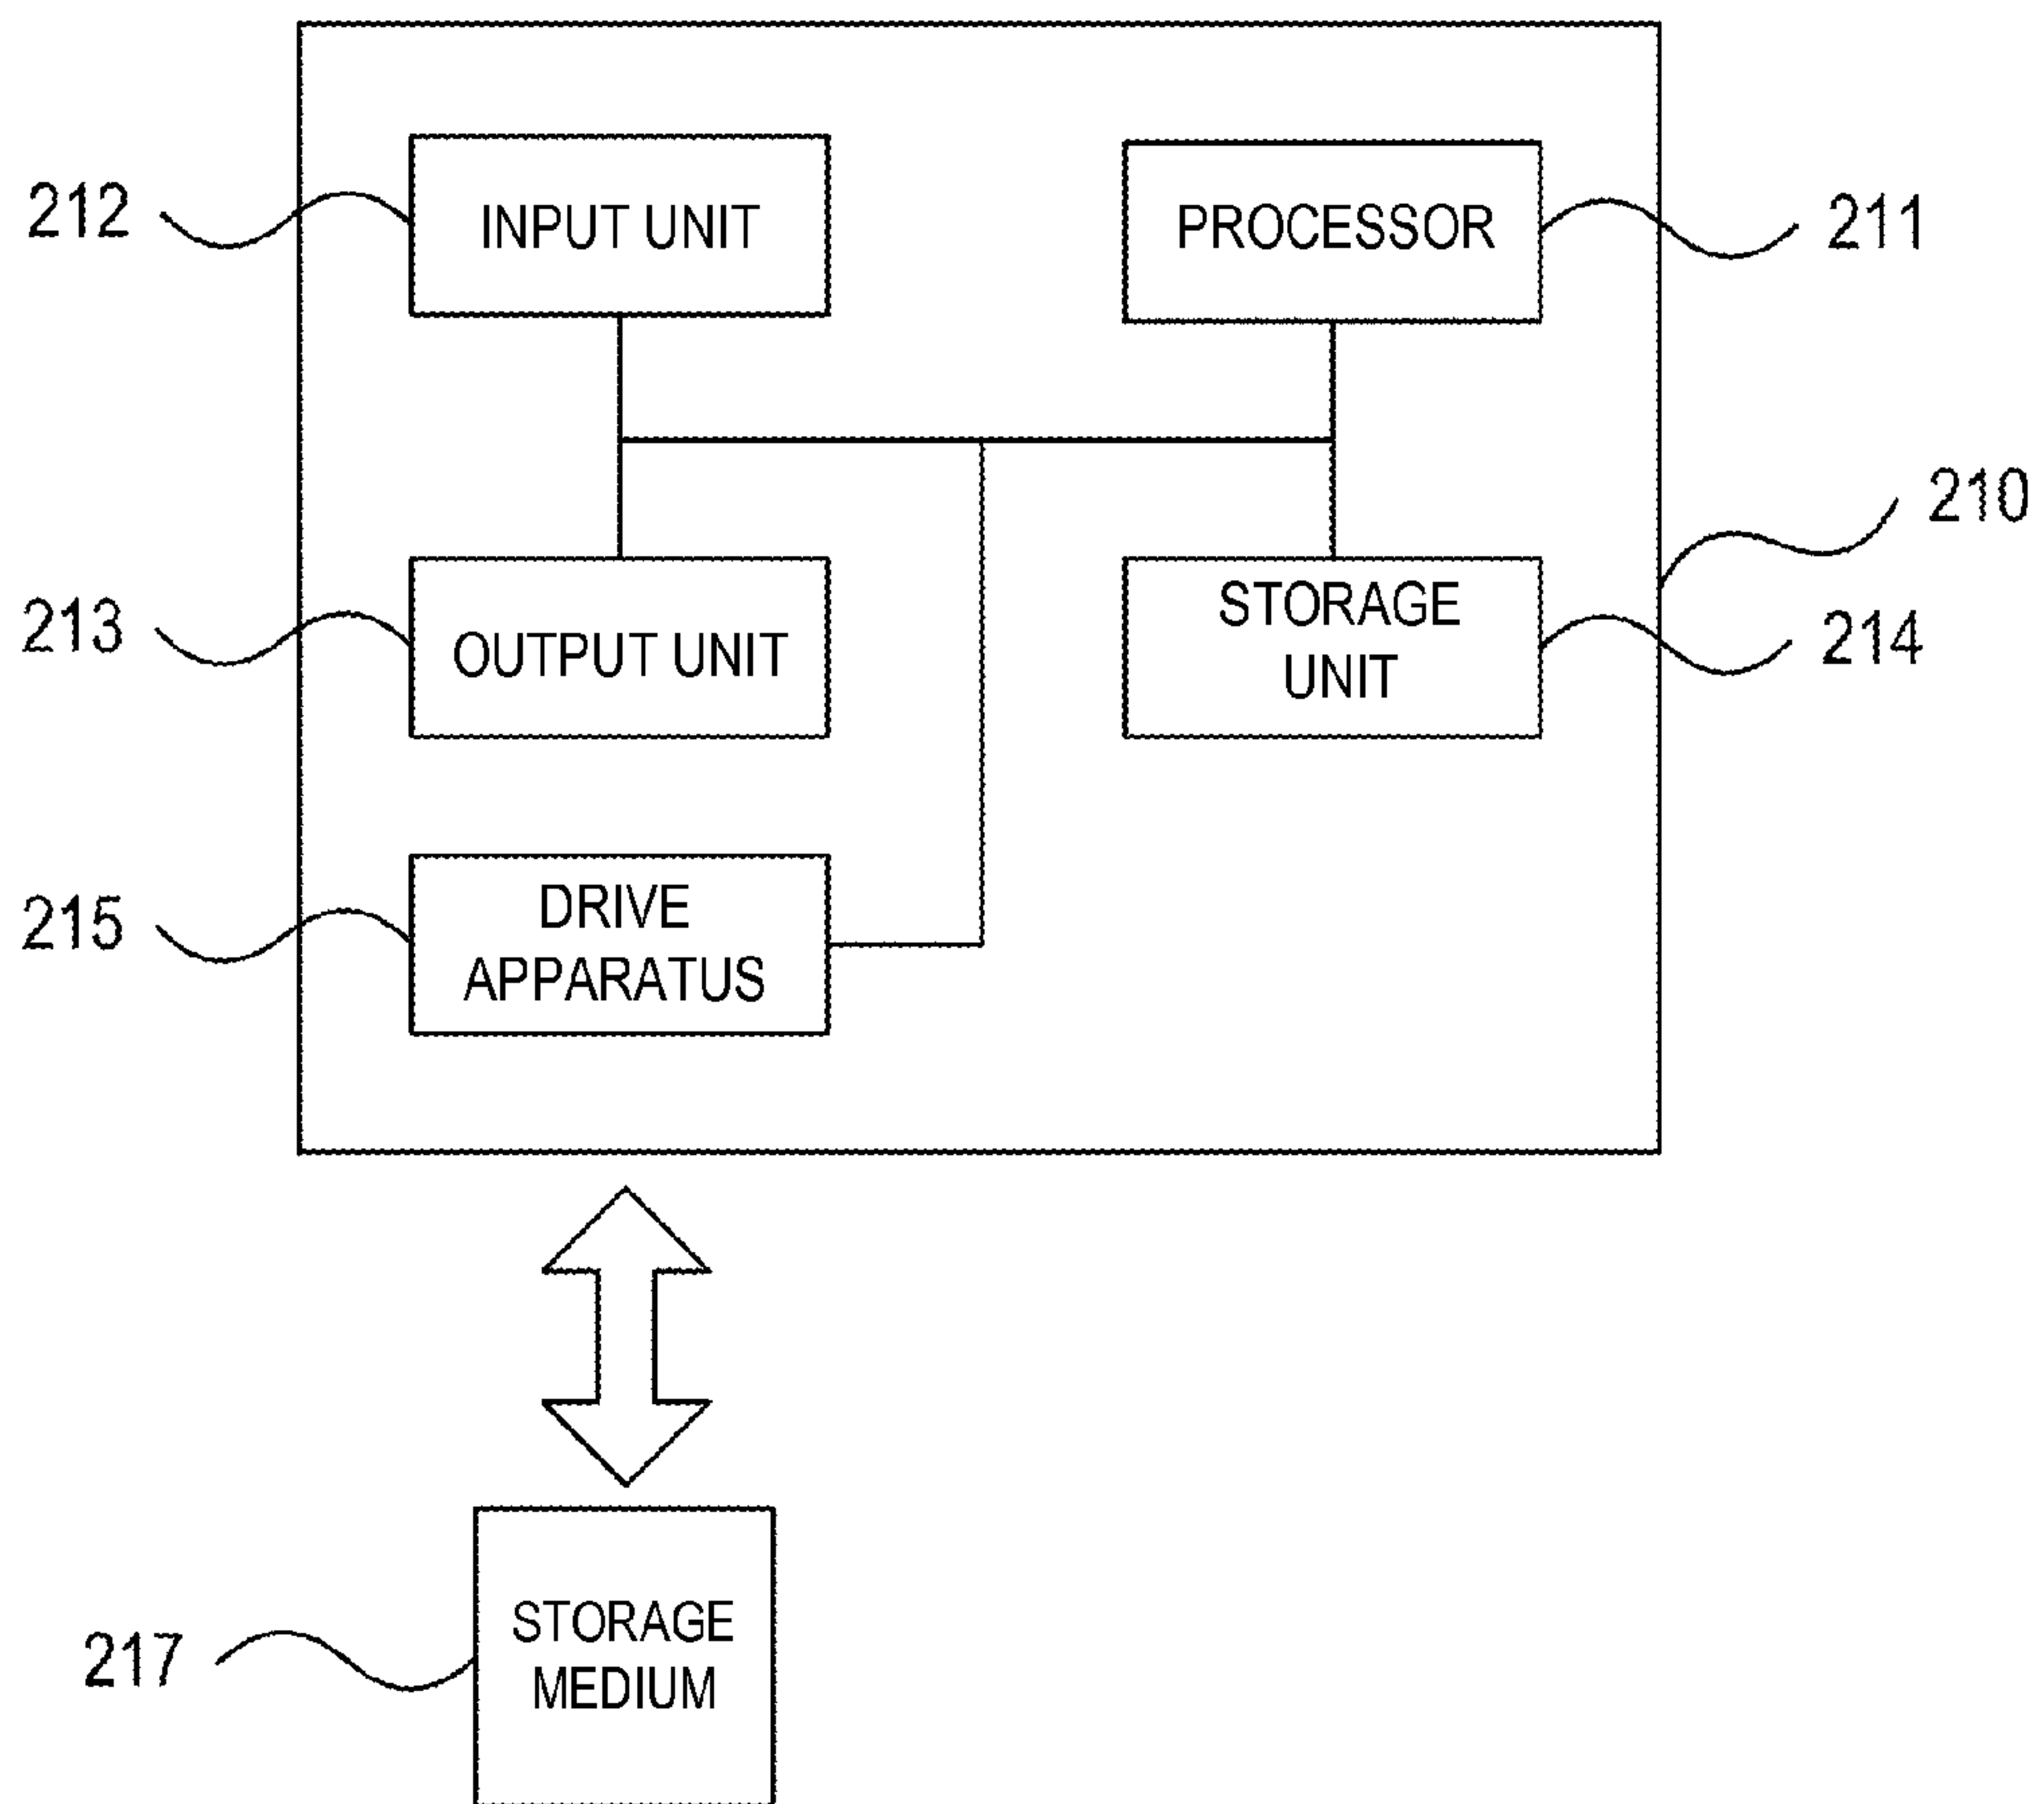 212
INPUT UNIT
PROCESSOR
211
210
213
OUTPUT UNIT
STORAGE
UNIT
214
215
DRIVE
APPARATUS
217
STORAGE
MEDIUM